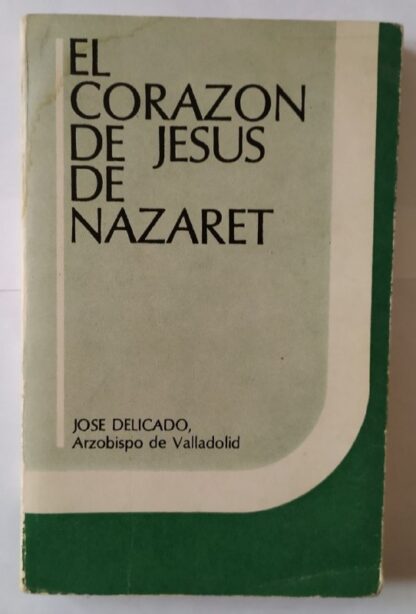 EL
CORAZON
DE JESUS
DE
NAZARET
JOSE DELICADO,
Arzobispo de Valladolid